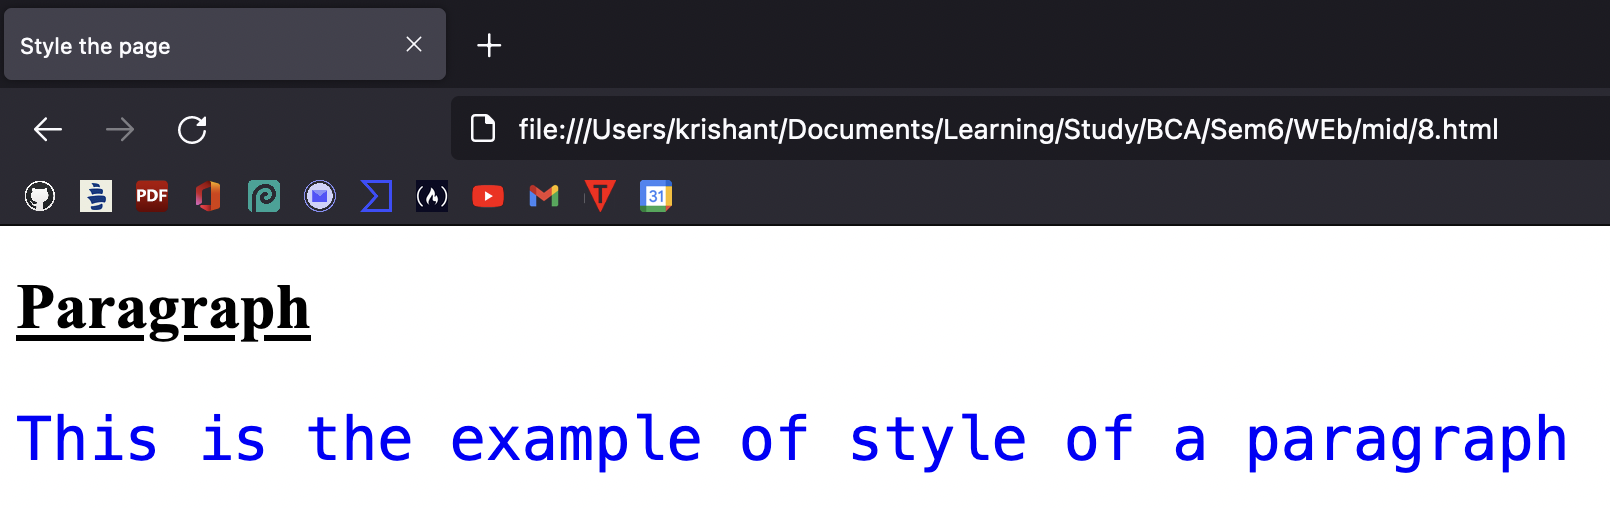 Style the page
file:///Users/krishant/Documents/Learning/Study/BCA/Sem6/WEb/mid/8.html
PDF
T
31
Paragraph
This is the example of style of a paragraph